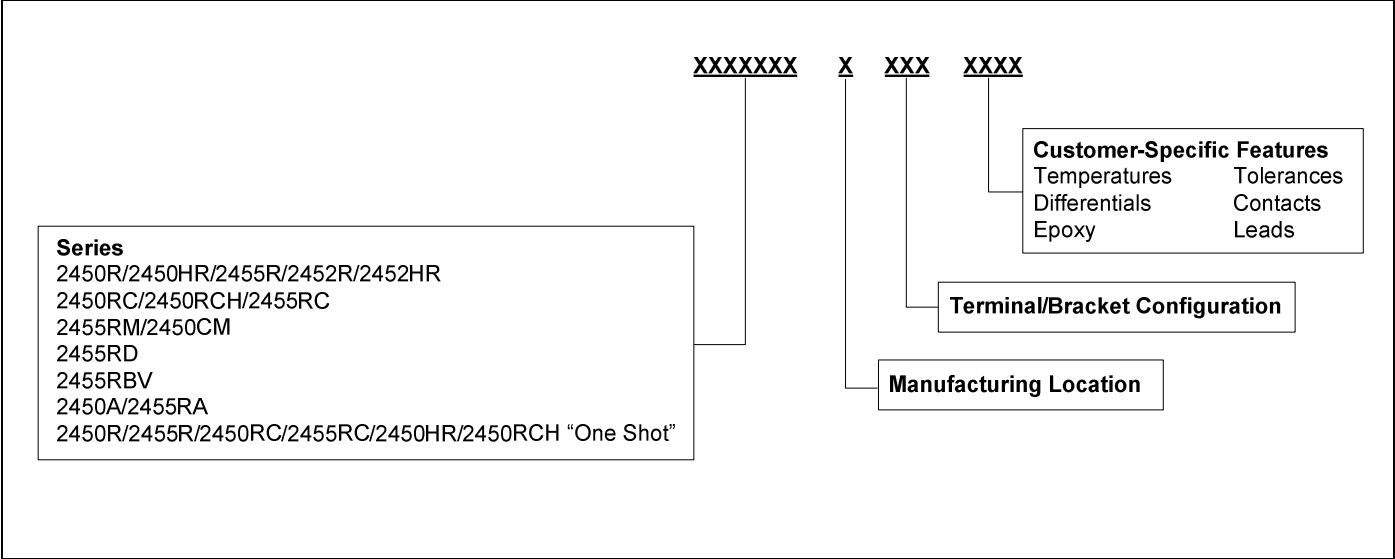 XXXXXXX X XXX XXXX
Customer-Specific Features
Temperatures Tolerances
Differentials Contacts
Epoxy Leads
Series
2450R/2450HR/2455R/2452R/2452HR
2450RC/2450RCH/2455RC
2455RM/2450CM
2455RD
2455RBV
2450A/2455RA
2450R/2455R/2450RC/2455RC/2450HR/2450RCH “One Shot”
Terminal/Bracket Configuration
Manufacturing Location